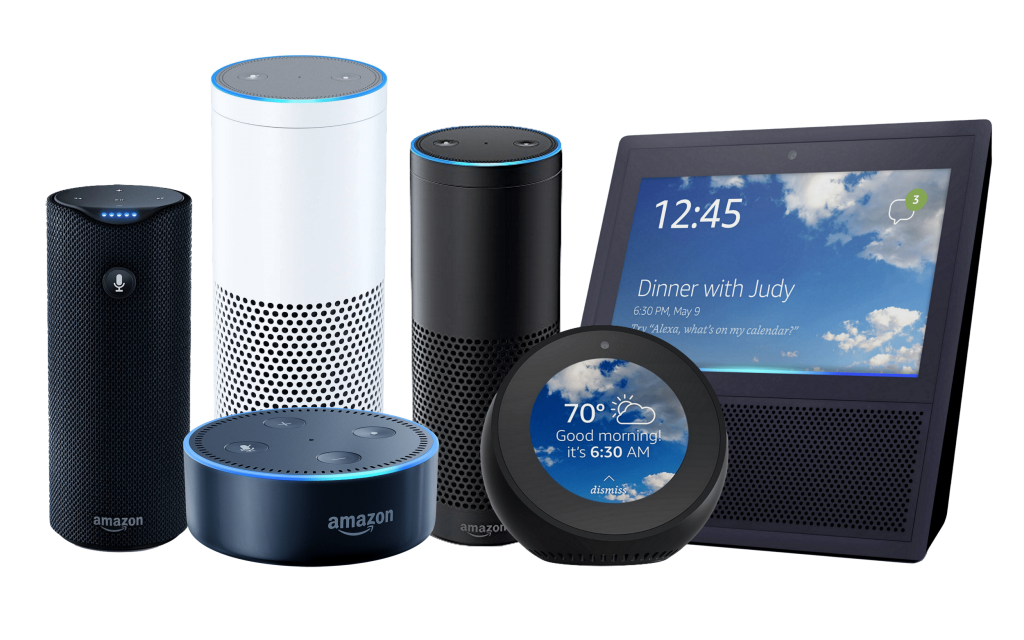 12:45
3
Dinner with Judy
6:30 PM, May 9
Try "Alexa, what's on my calendar?"
70°
Good morning!
it's 6:30 AM
dismiss
amazon
amazon
amazon